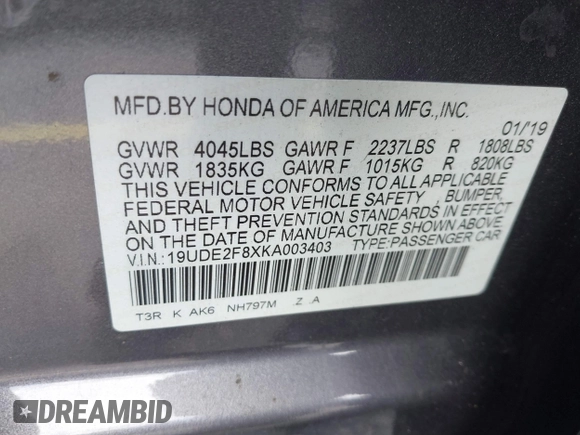 MFD.BY HONDA OF AMERICA MFG.,INC.
01/'19
GVWR 4045LBS GAWR F 2237LBS R 1808LBS
GVWR 1835KG GAWR F 1015KG R 820KG
THIS VEHICLE CONFORMS TO ALL APPLICABLE
FEDERAL MOTOR VEHICLE SAFETY , BUMPER,
AND THEFT PREVENTION STANDARDS IN EFFECT
ON THE DATE OF MANUFACTURE SHOWN ABOVE.
V.I.N.:19UDE2F8XKA003403 TYPE:PASSENGER CAR
T3R K AK6 NH797M .Z .A
DREAMBID